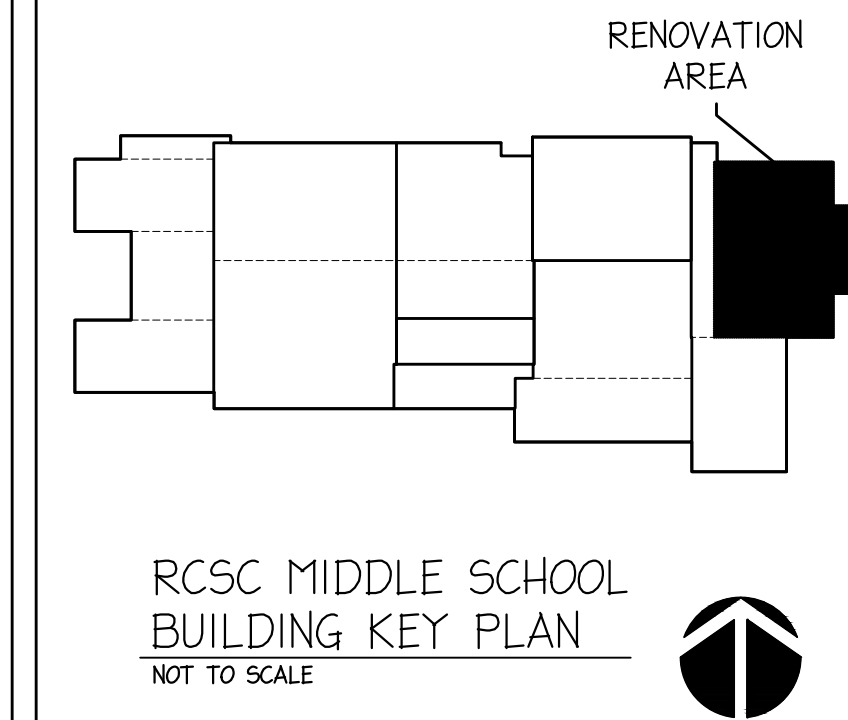 RENOVATION
AREA
RCSC MIDDLE SCHOOL
BUILDING KEY PLAN
NOT TO SCALE